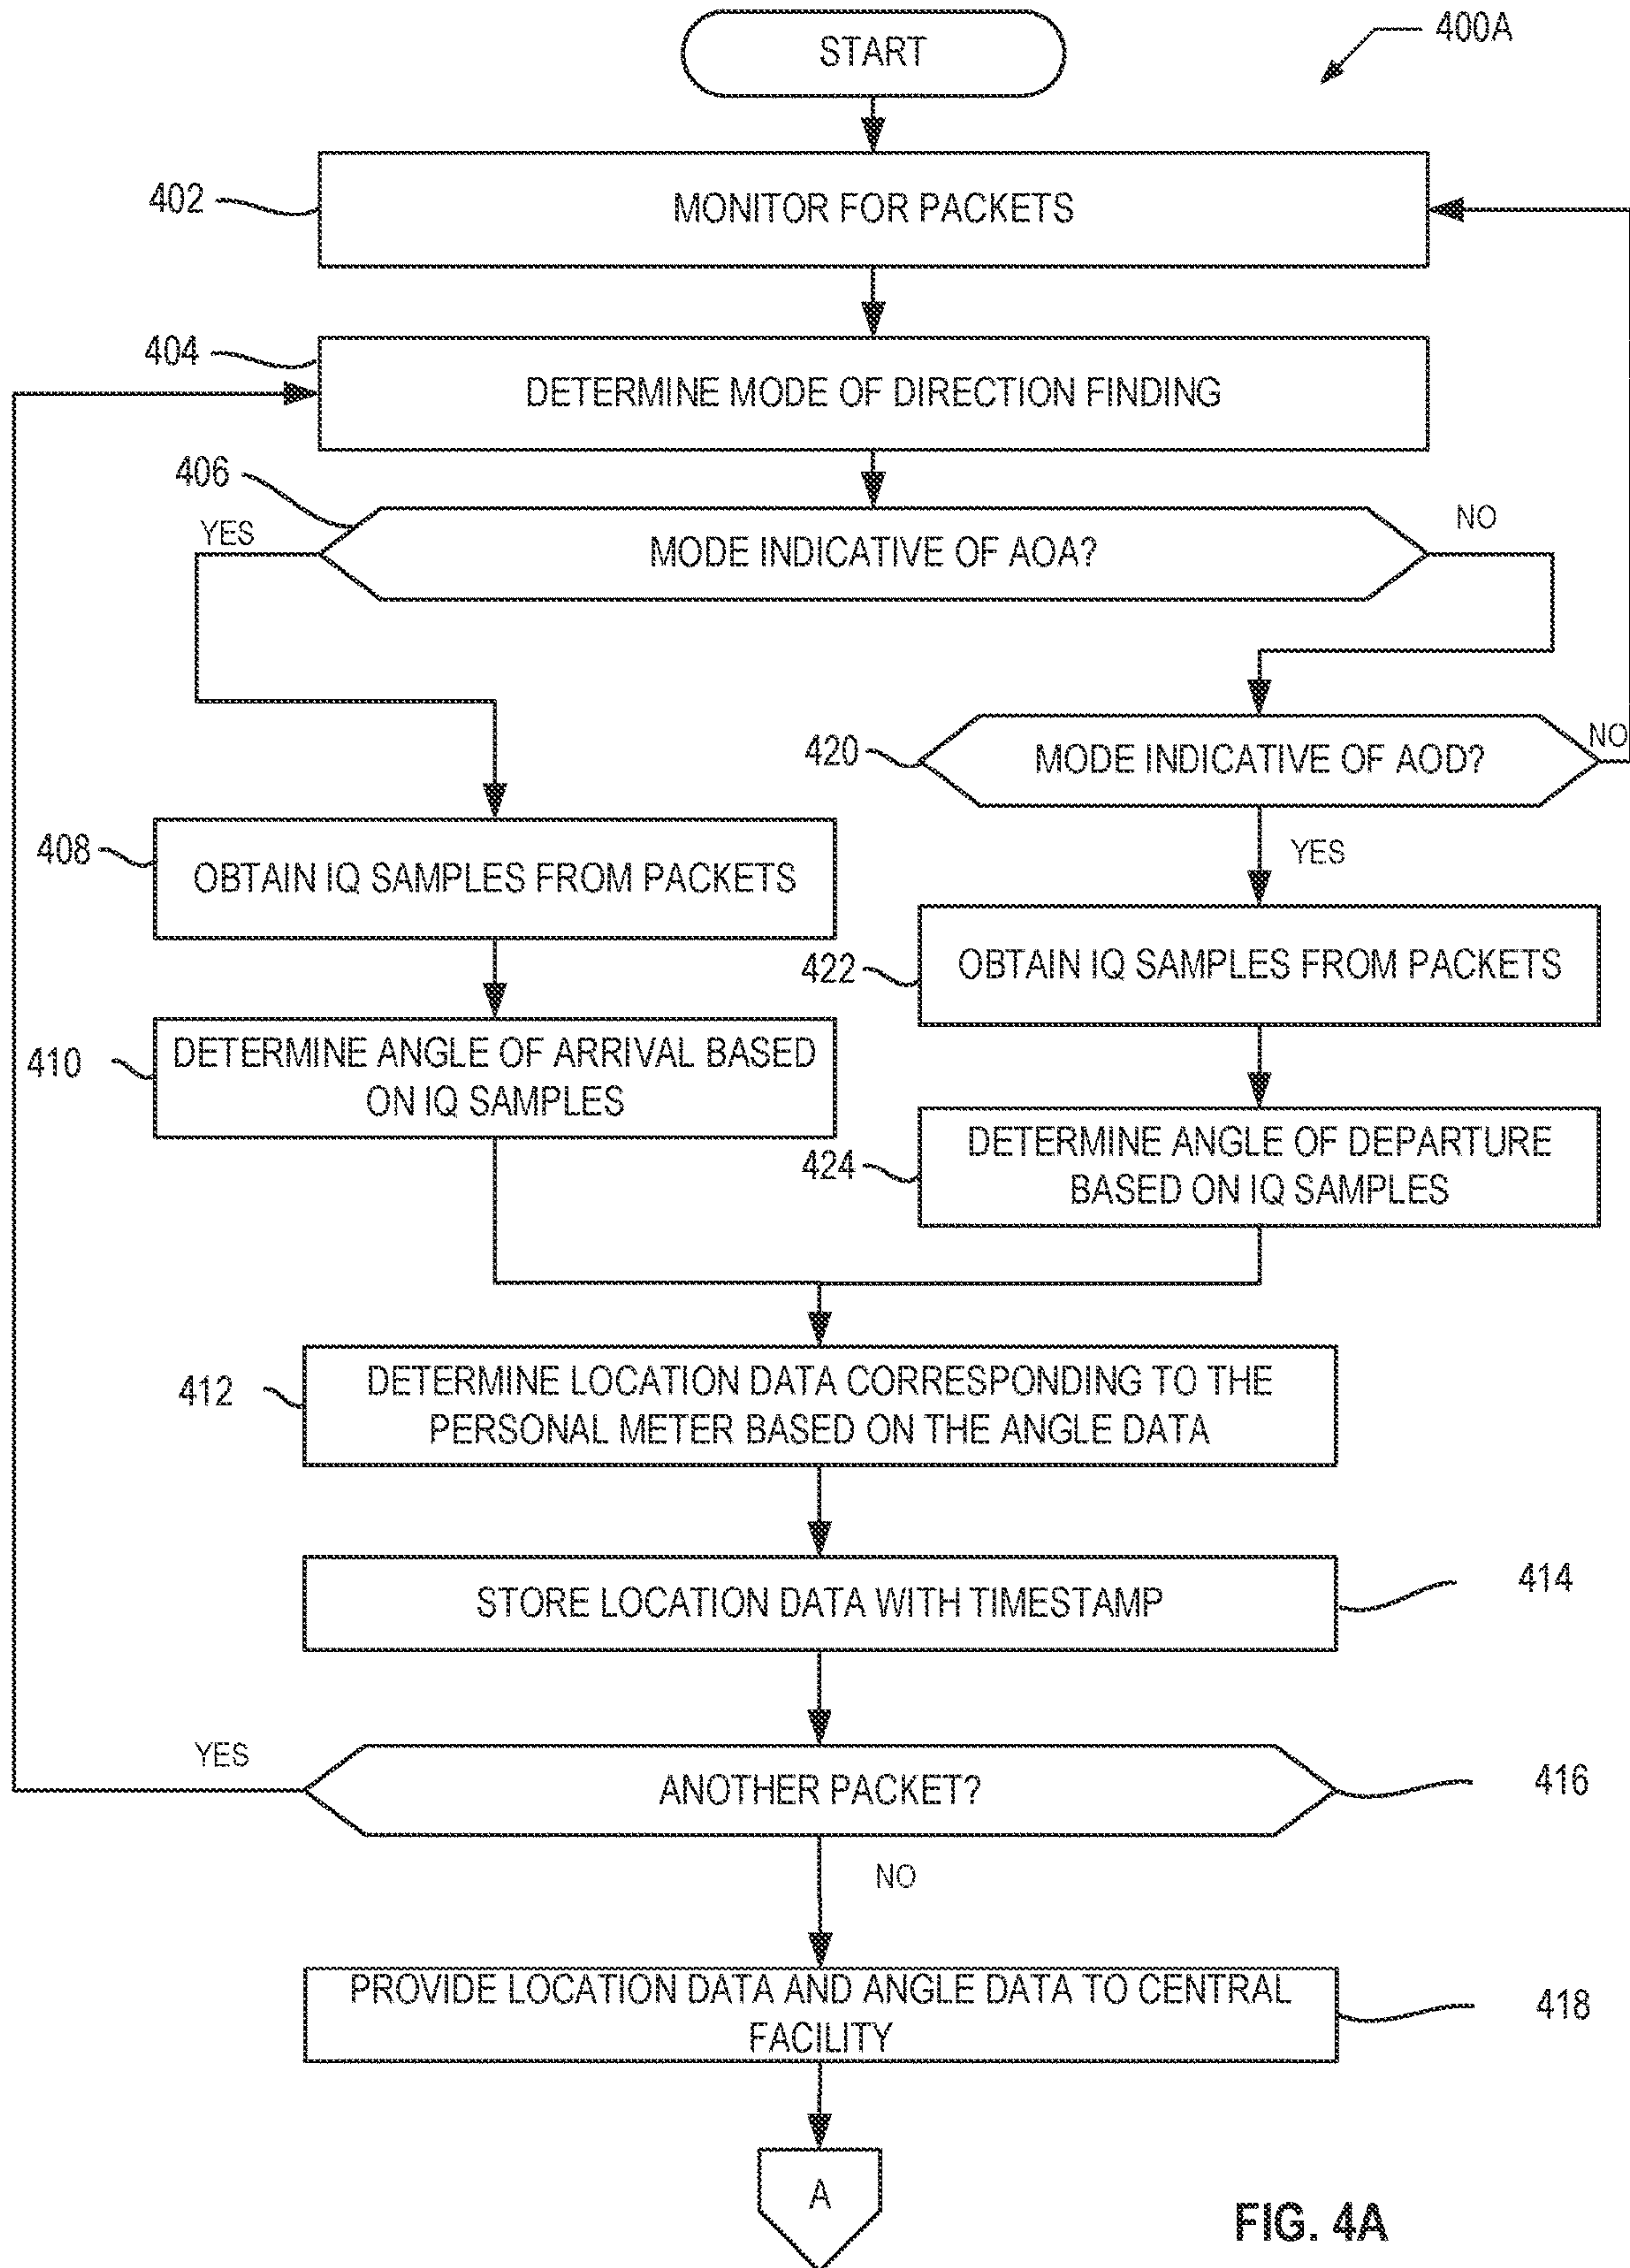 START
400A
402
MONITOR FOR PACKETS
404
DETERMINE MODE OF DIRECTION FINDING
406
YES
MODE INDICATIVE OF AOA?
NO
420
MODE INDICATIVE OF AOD?
NO
YES
408
OBTAIN IQ SAMPLES FROM PACKETS
422
OBTAIN IQ SAMPLES FROM PACKETS
410
DETERMINE ANGLE OF ARRIVAL BASED
ON IQ SAMPLES
424
DETERMINE ANGLE OF DEPARTURE
BASED ON IQ SAMPLES
412
DETERMINE LOCATION DATA CORRESPONDING TO THE
PERSONAL METER BASED ON THE ANGLE DATA
STORE LOCATION DATA WITH TIMESTAMP
414
YES
ANOTHER PACKET?
416
NO
PROVIDE LOCATION DATA AND ANGLE DATA TO CENTRAL
FACILITY
418
A
FIG. 4A